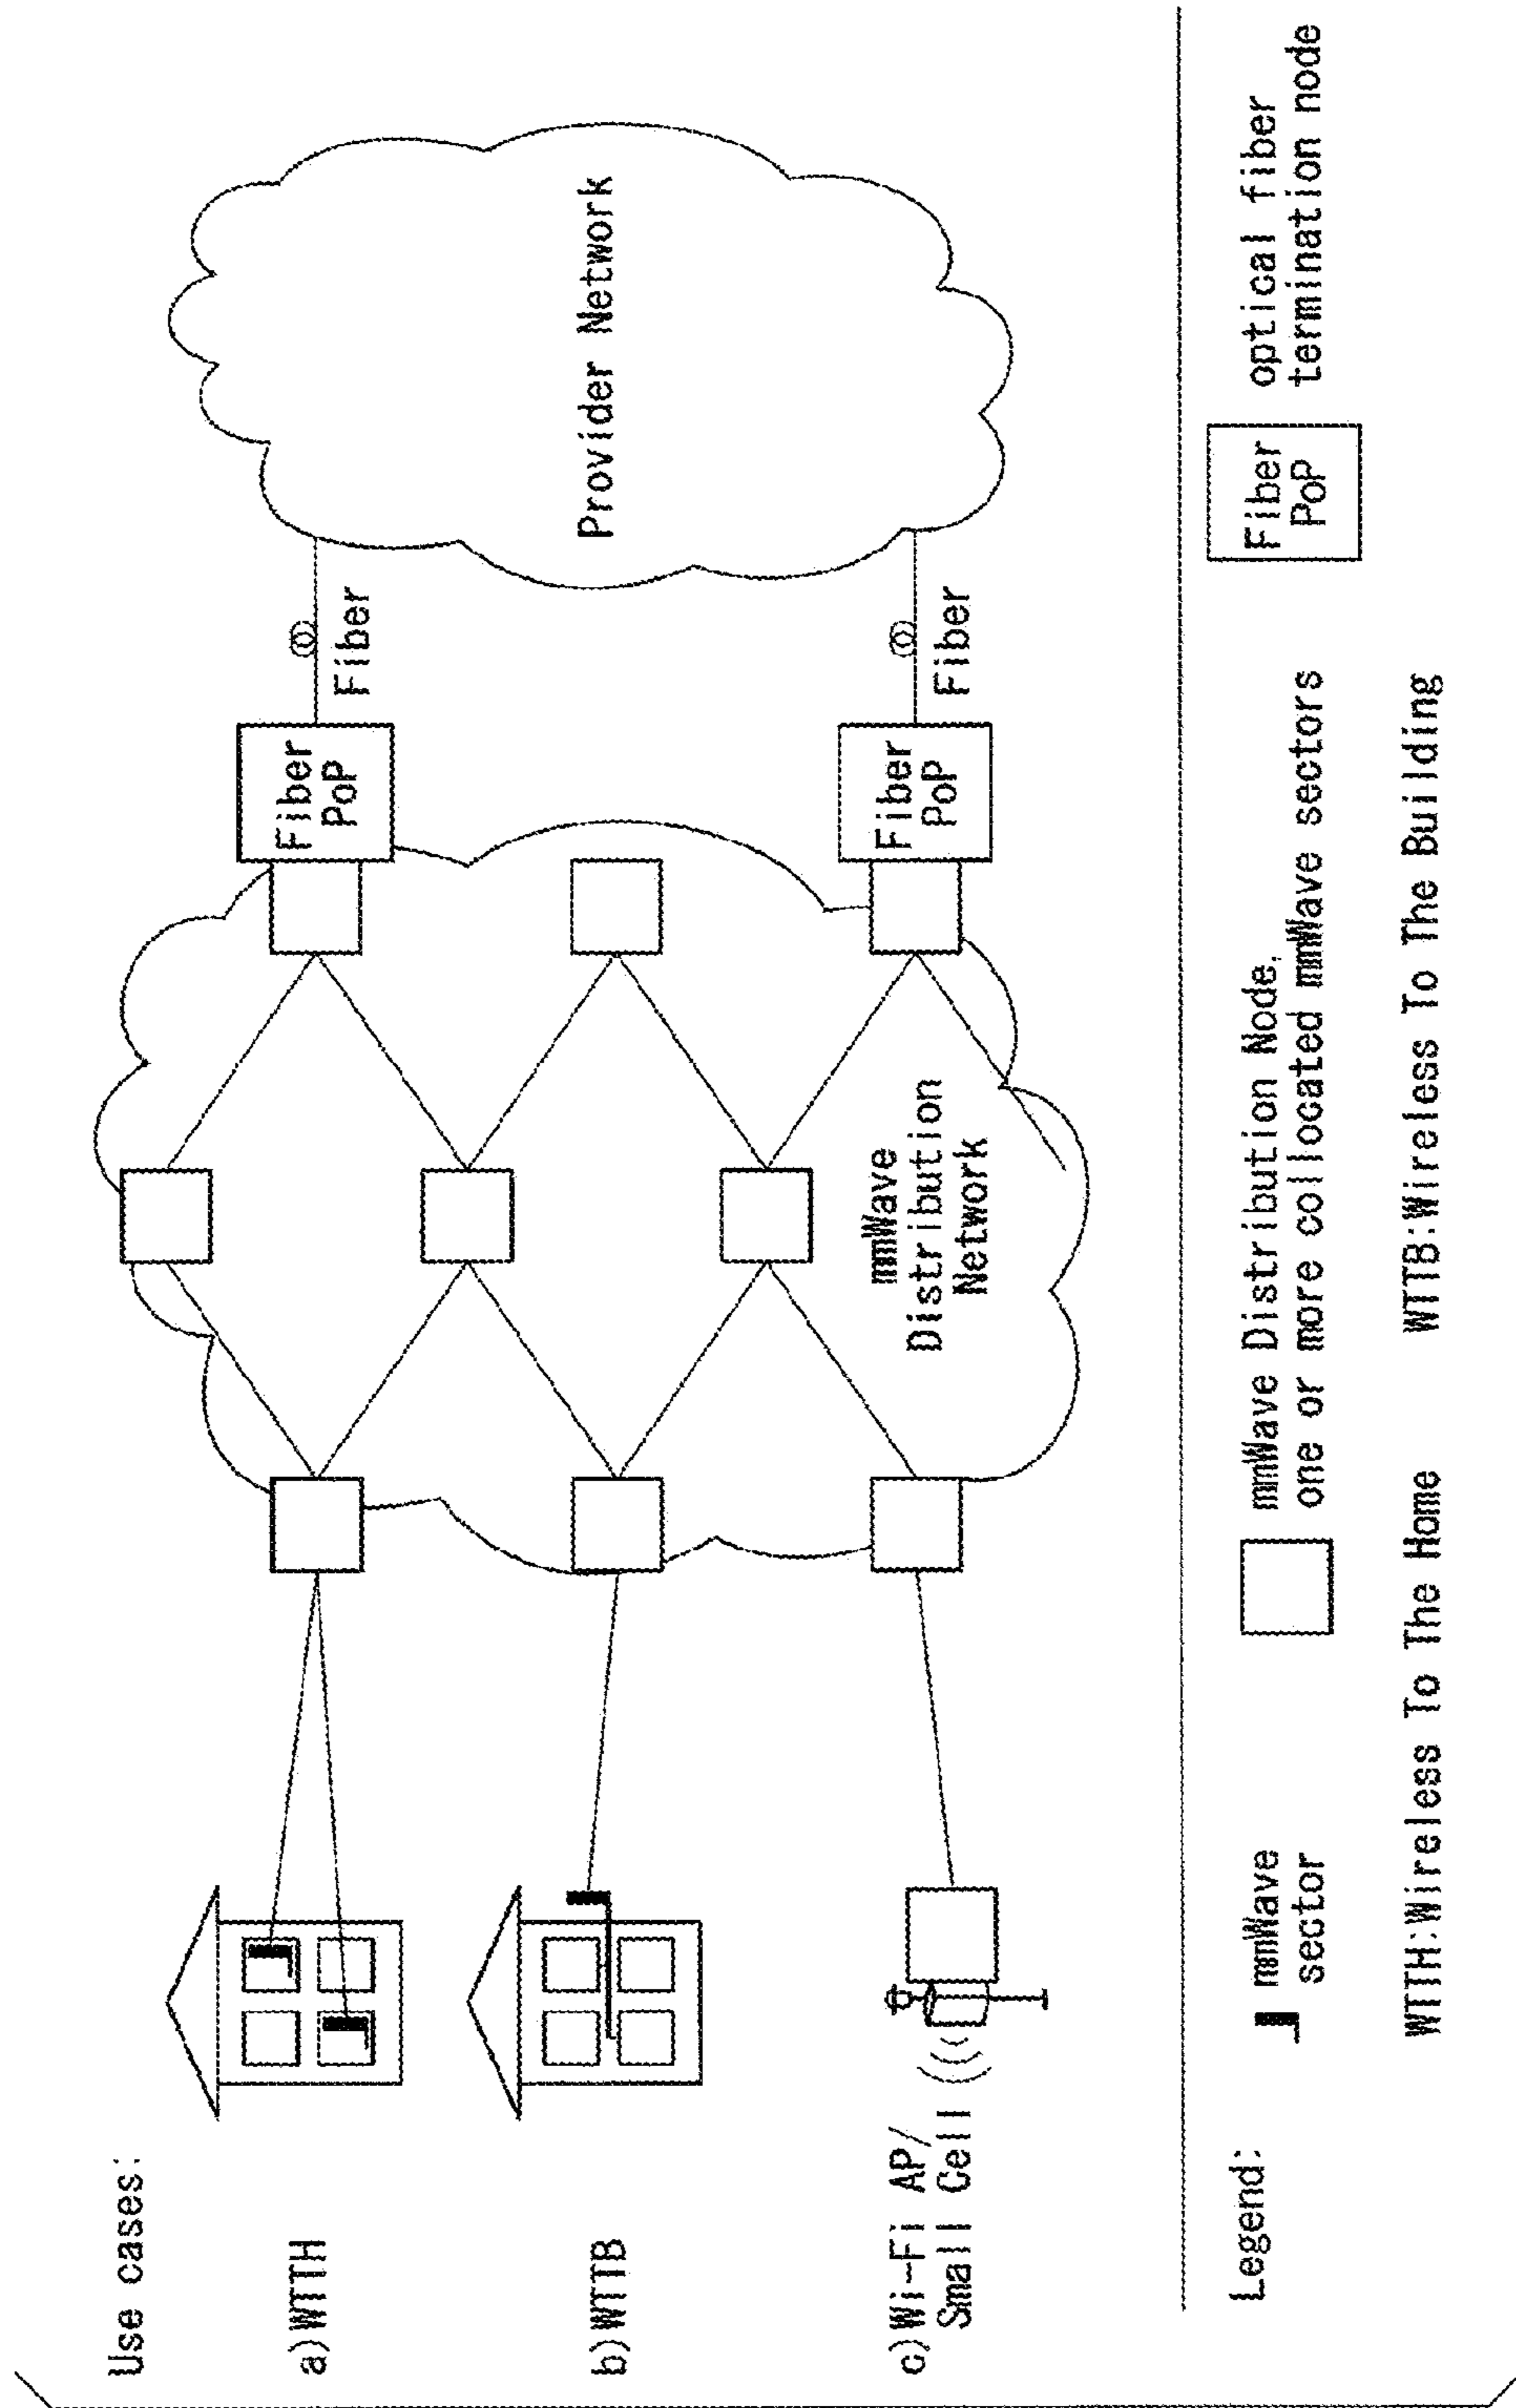 Use cases:
a)WTTH
b)WTTB
c)Wi-Fi AP/
Small Cell
mmWave
Distribution
Network
Fiber
PoP
Fiber
PoP
Fiber
Fiber
Provider Network
Legend:
mmWave
sector
mmWave Distribution Node,
one or more collocated mmWave sectors
Fiber
PoP
optical fiber
termination node
WTTH:Wireless To The Home
WTTB:Wireless To The Building